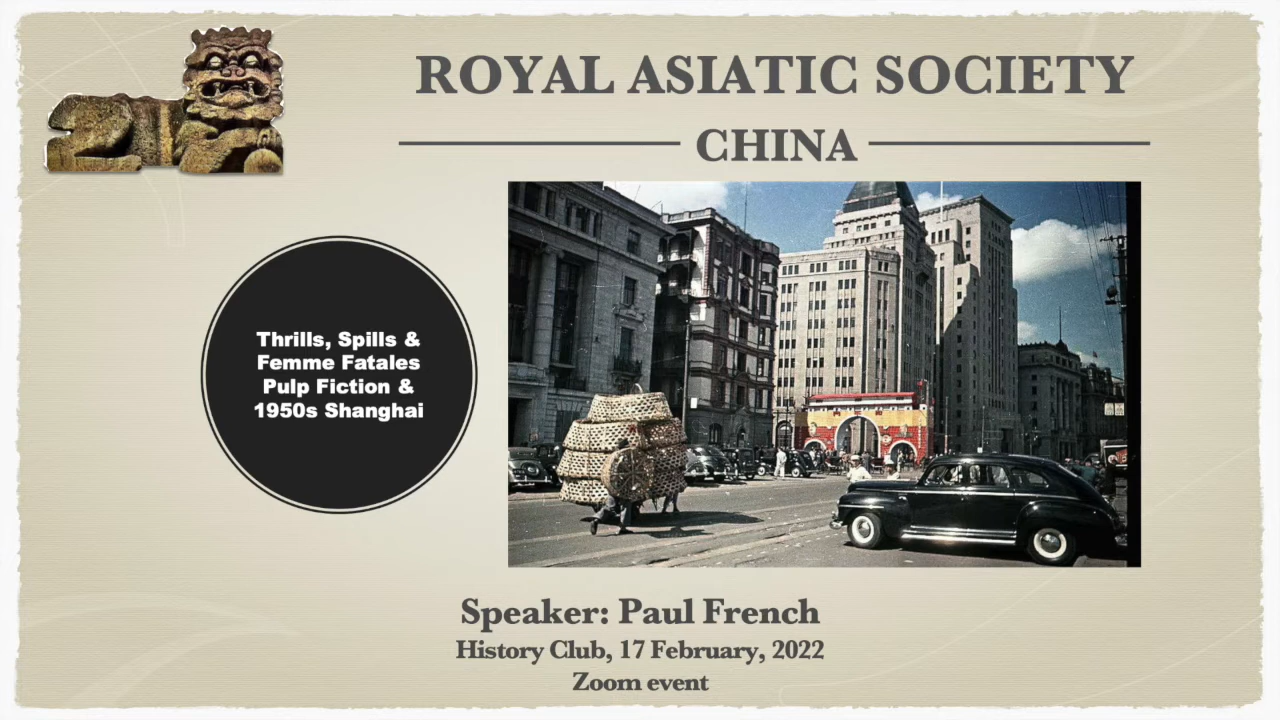 ROYAL ASIATIC SOCIETY
CHINA
Thrills, Spills &
Femme Fatales
Pulp Fiction &
1950s Shanghai
Speaker: Paul French
History Club, 17 February, 2022
Zoom event